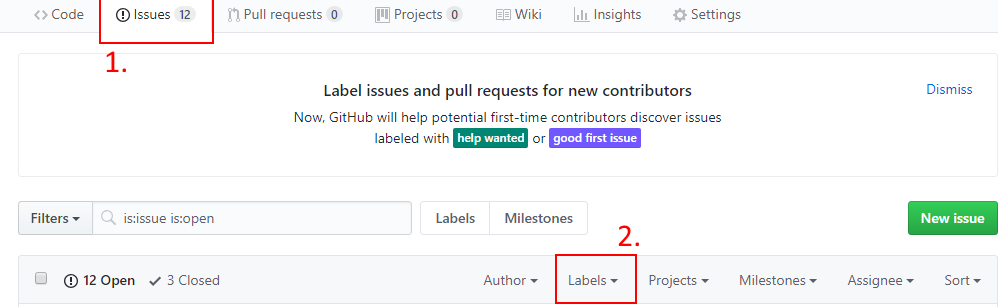 Code Issues 12 Pull requests 0 Projects 0 Wiki Insights Settings
1.
Label issues and pull requests for new contributors
Dismiss
Now, GitHub will help potential first-time contributors discover issues
labeled with help wanted or good first issue
Filters is:issue is:open Labels Milestones New issue
2.
12 Open 3 Closed Author Labels Projects Milestones Assignee Sort